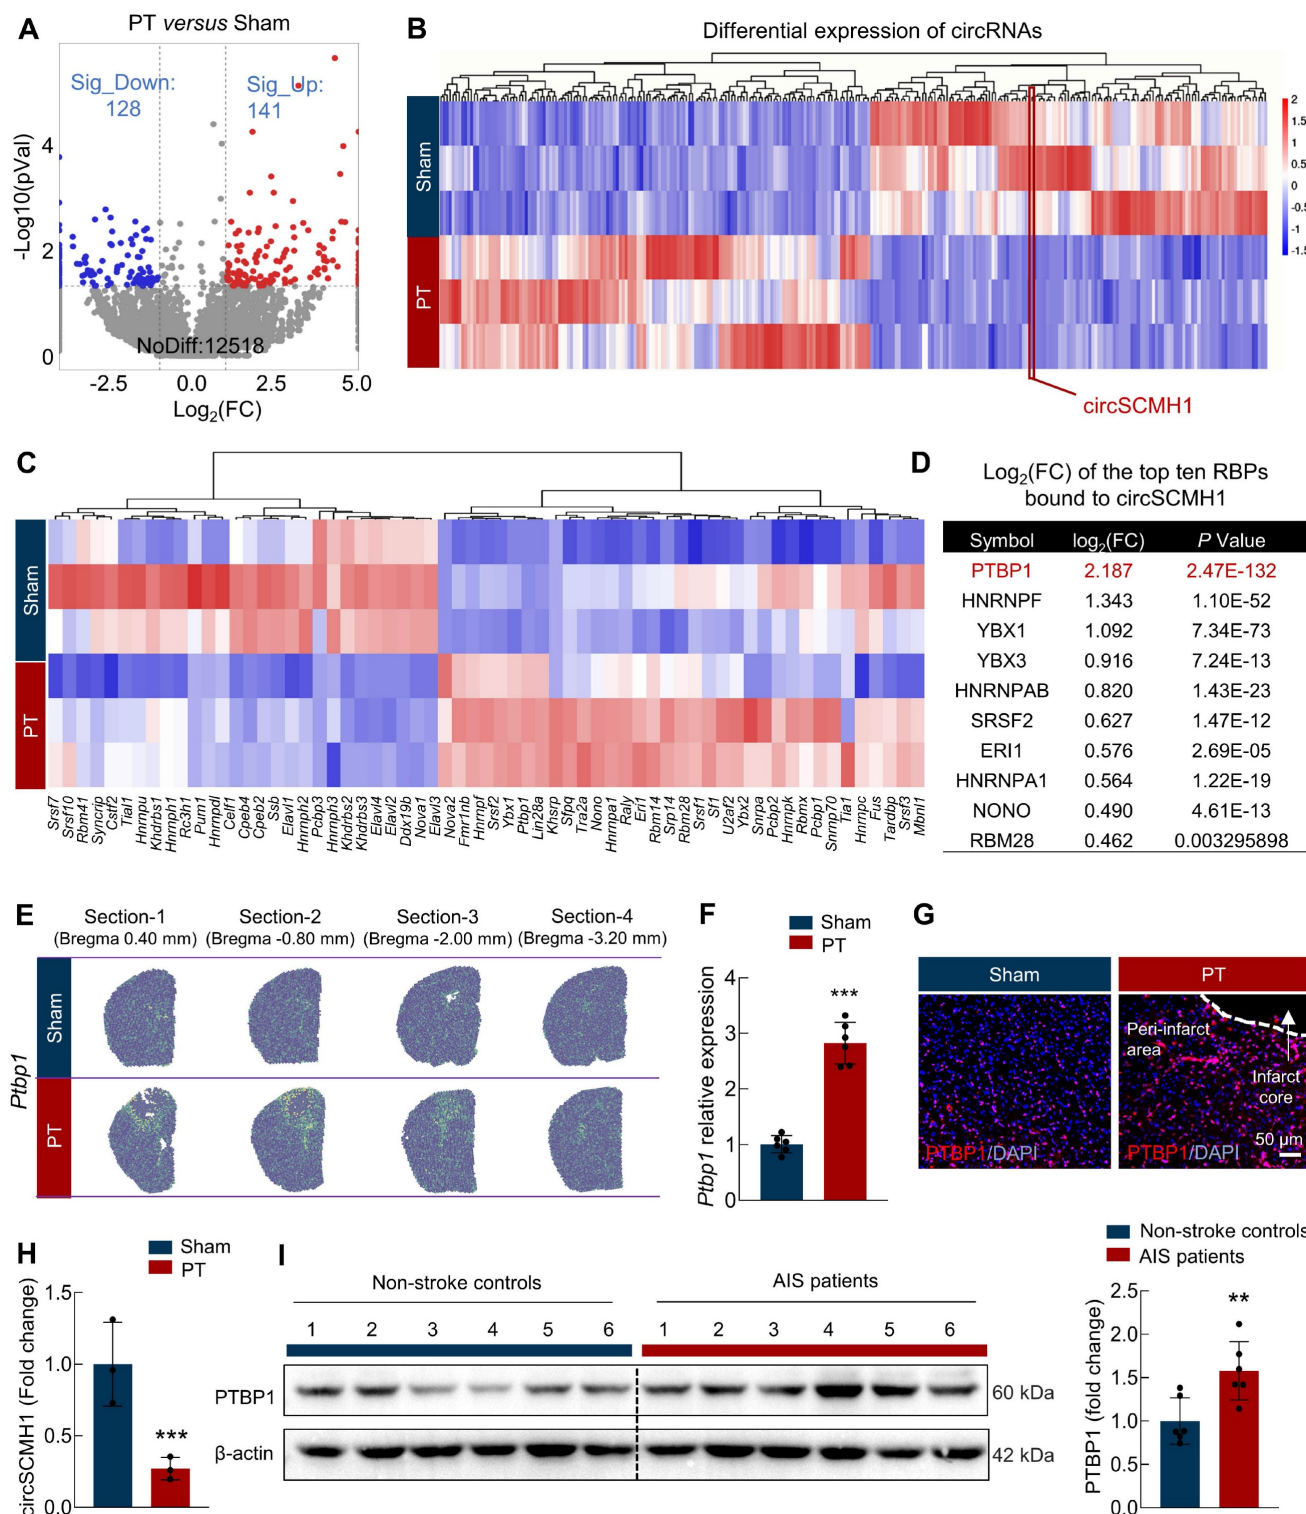 A
PT versus Sham
Sig_Down:
128
Sig_Up:
141
-Log10(pVal)
4
2
0
NoDiff:12518
-2.5
0.0
2.5
5.0
Log2(FC)
B
Differential expression of circRNAs
Sham
PT
2
1.5
1
0.5
0
-0.5
-1
-1.5
circSCMH1
C
Sham
PT
Srsf7
Srsf10
Rbm41
Syncrip
Cstf2
Tial1
Hnrnpu
Khdrbs1
Hnrnph1
Rc3h1
Pum1
Hnrnpdl
Celf1
Cpeb4
Cpeb2
Ssb
Elavl1
Hnrnph2
Pcbp3
Hnrnph3
Khdrbs2
Khdrbs3
Elavl4
Elavl2
Ddx19b
Nova1
Elavl3
Nova2
Fmr1nb
Hnrnpf
Srsf2
Ybx1
Ptbp1
Lin28a
Khsrp
Sfpq
Tra2a
Nono
Hnrnpa1
Raly
Eri1
Rbm14
Srp14
Rbm28
Srsf1
Sf1
U2af2
Ybx2
Snrpa
Pcbp2
Hnrnpk
Rbmx
Pcbp1
Snrnp70
Tia1
Hnrnpc
Fus
Tardbp
Srsf3
Mbnl1
D
Log2(FC) of the top ten RBPs
bound to circSCMH1
Symbol log2(FC) P Value
PTBP1 2.187 2.47E-132
HNRNPF 1.343 1.10E-52
YBX1 1.092 7.34E-73
YBX3 0.916 7.24E-13
HNRNPAB 0.820 1.43E-23
SRSF2 0.627 1.47E-12
ERI1 0.576 2.69E-05
HNRNPA1 0.564 1.22E-19
NONO 0.490 4.61E-13
RBM28 0.462 0.003295898
E
Section-1 Section-2 Section-3 Section-4
(Bregma 0.40 mm) (Bregma -0.80 mm) (Bregma -2.00 mm) (Bregma -3.20 mm)
Ptbp1
Sham
PT
F
Sham
PT
Ptbp1 relative expression
4
3
2
1
0
***
G
Sham
PT
Peri-infarct
area
Infarct
core
50 μm
PTBP1/DAPI
PTBP1/DAPI
H
Sham
PT
circSCMH1 (Fold change)
1.5
1.0
0.5
0.0
***
I
Non-stroke controls
AIS patients
1 2 3 4 5 6 1 2 3 4 5 6
PTBP1
60 kDa
β-actin
42 kDa
Non-stroke controls
AIS patients
PTBP1 (fold change)
2.5
2.0
1.5
1.0
0.5
0.0
**